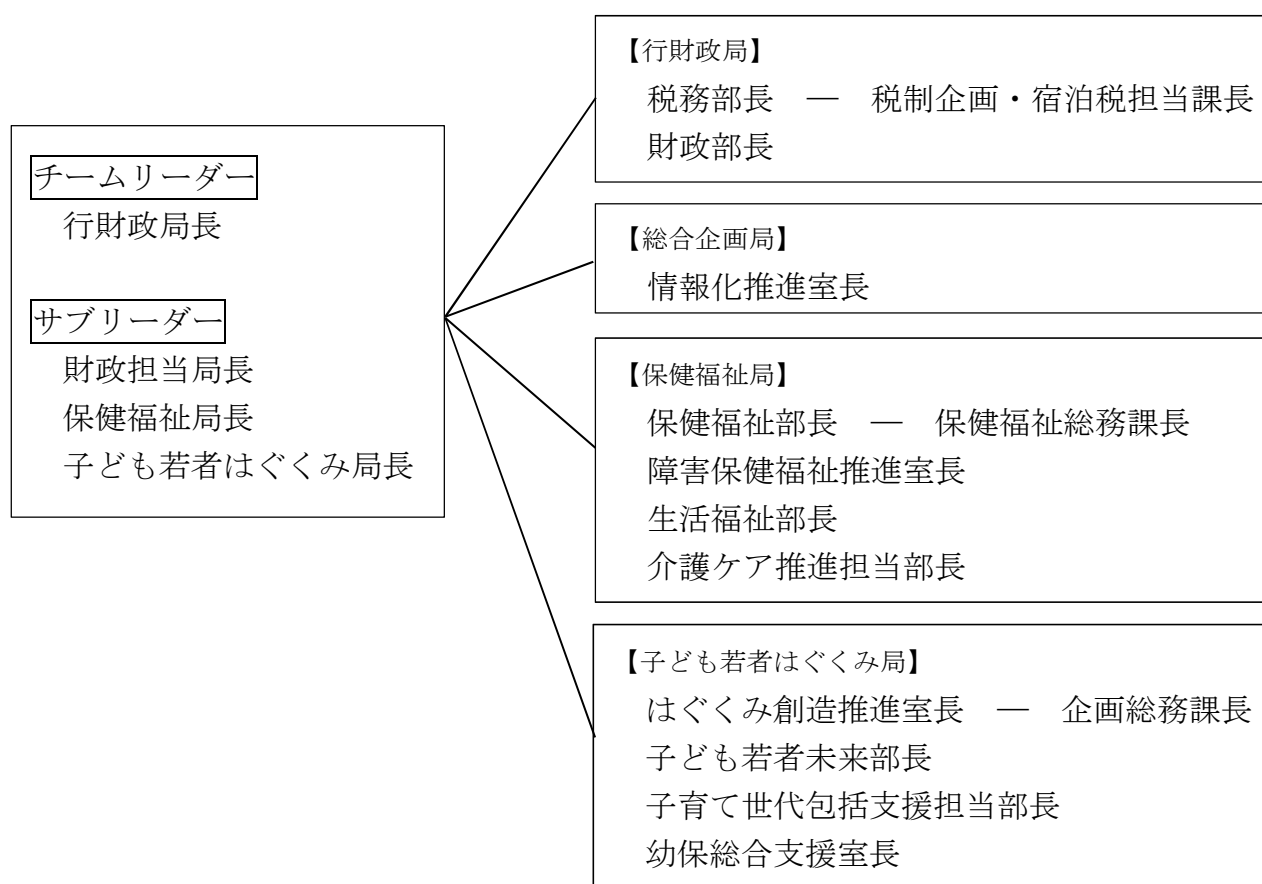 チームリーダー
行財政局長
サブリーダー
財政担当局長
保健福祉局長
子ども若者はぐくみ局長
【行財政局】
税務部長 ― 税制企画・宿泊税担当課長
財政部長
【総合企画局】
情報化推進室長
【保健福祉局】
保健福祉部長 ― 保健福祉総務課長
障害保健福祉推進室長
生活福祉部長
介護ケア推進担当部長
【子ども若者はぐくみ局】
はぐくみ創造推進室長 ― 企画総務課長
子ども若者未来部長
子育て世代包括支援担当部長
幼保総合支援室長